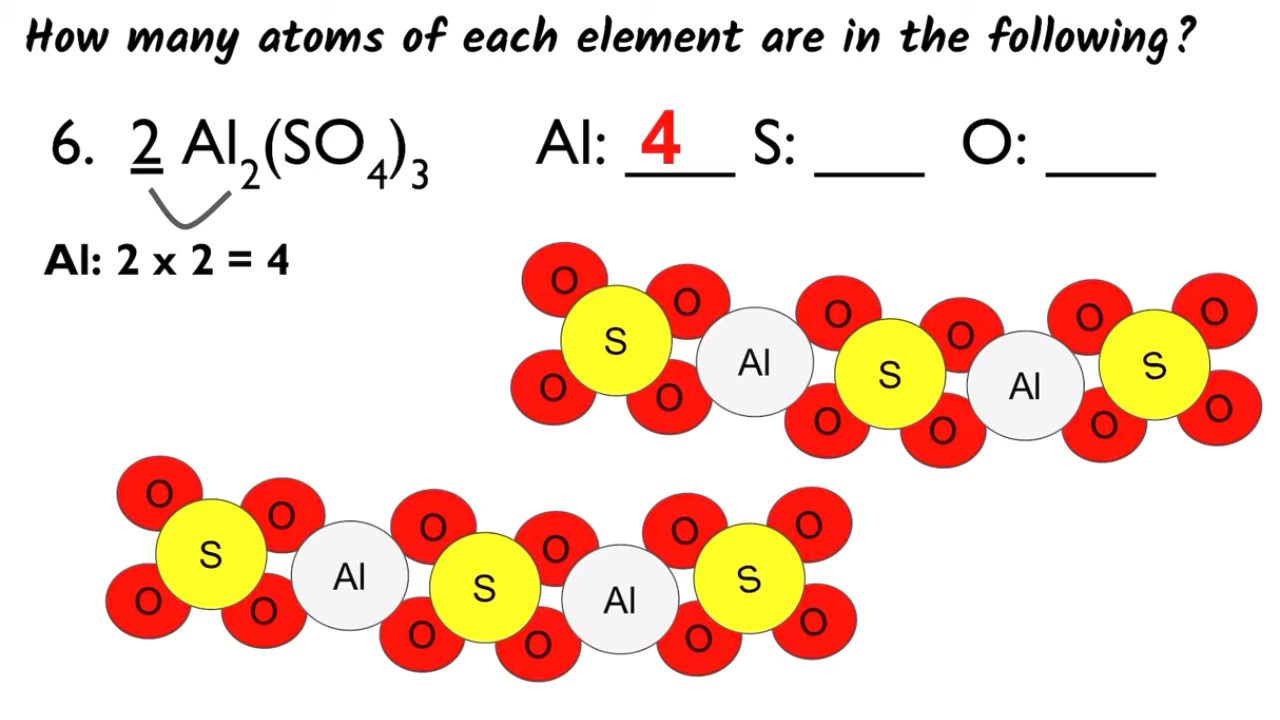 How many atoms of each element are in the following?
6. 2 Al₂(SO₄)₃ Al: 4 S: ____ O: ____
Al: 2 x 2 = 4
O O O O O O
S Al S Al S
O O O O O O
O O O O O O
S Al S Al S
O O O O O O